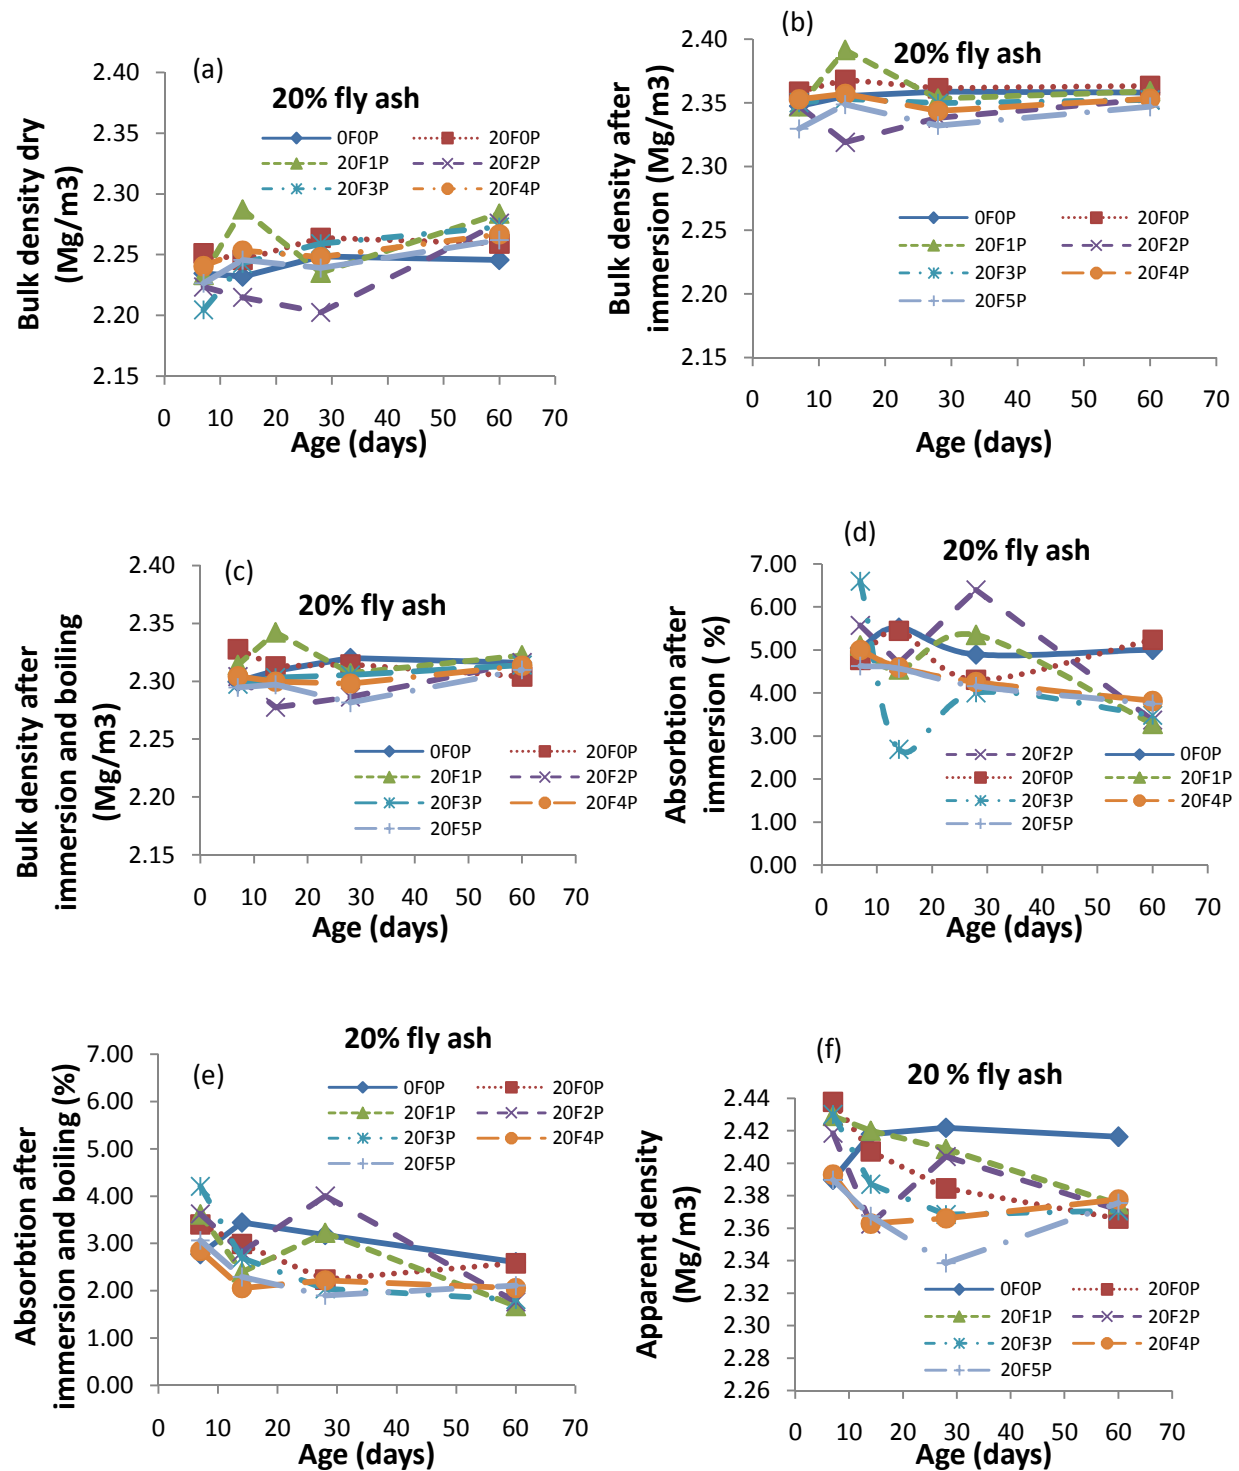 (a)
20% fly ash
Bulk density dry
(Mg/m3)
2.40
2.35
2.30
2.25
2.20
2.15
0F0P
20F0P
20F1P
20F2P
20F3P
20F4P
20F5P
0 10 20 30 40 50 60 70
Age (days)
(b)
20% fly ash
Bulk density after
immersion (Mg/m3)
2.40
2.35
2.30
2.25
2.20
2.15
0F0P
20F0P
20F1P
20F2P
20F3P
20F4P
20F5P
0 10 20 30 40 50 60 70
Age (days)
(c)
20% fly ash
Bulk density after
immersion and boiling
(Mg/m3)
2.40
2.35
2.30
2.25
2.20
2.15
0F0P
20F0P
20F1P
20F2P
20F3P
20F4P
20F5P
0 10 20 30 40 50 60 70
Age (days)
(d)
20% fly ash
Absorbtion after
immersion ( %)
7.00
6.00
5.00
4.00
3.00
2.00
1.00
0.00
20F2P
0F0P
20F0P
20F1P
20F3P
20F4P
20F5P
0 10 20 30 40 50 60 70
Age (days)
20% fly ash
(e)
Absorbtion after
immersion and boiling (%)
7.00
6.00
5.00
4.00
3.00
2.00
1.00
0.00
0F0P
20F0P
20F1P
20F2P
20F3P
20F4P
20F5P
0 10 20 30 40 50 60 70
Age (days)
(f)
20 % fly ash
Apparent density
(Mg/m3)
2.44
2.42
2.40
2.38
2.36
2.34
2.32
2.30
2.28
2.26
0F0P
20F0P
20F1P
20F2P
20F3P
20F4P
20F5P
0 10 20 30 40 50 60 70
Age (days)